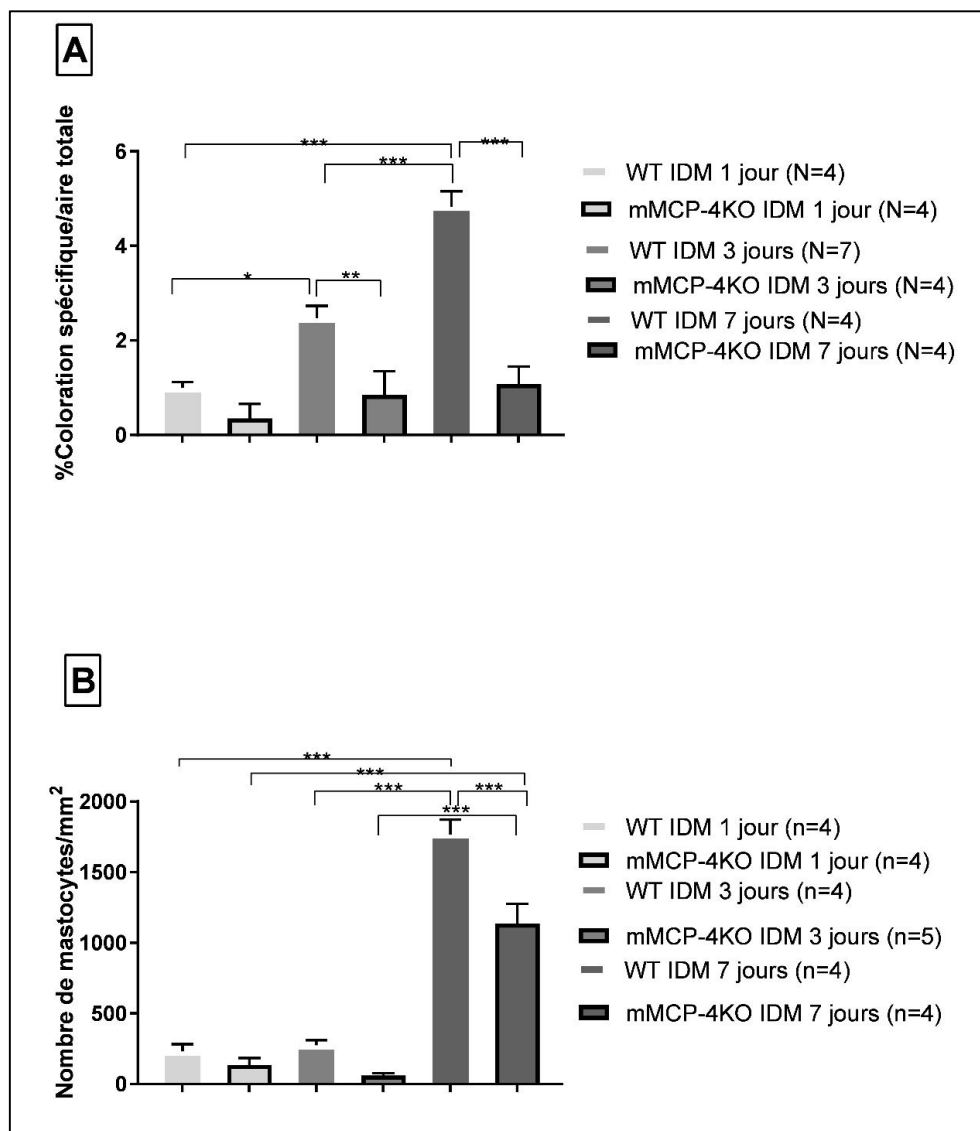 A
%Coloration spécifique/aire totale
6
4
2
0
***
***
***
*
**
WT IDM 1 jour (N=4)
mMCP-4KO IDM 1 jour (N=4)
WT IDM 3 jours (N=7)
mMCP-4KO IDM 3 jours (N=4)
WT IDM 7 jours (N=4)
mMCP-4KO IDM 7 jours (N=4)
B
Nombre de mastocytes/mm²
2000
1500
1000
500
0
***
***
***
***
***
WT IDM 1 jour (n=4)
mMCP-4KO IDM 1 jour (n=4)
WT IDM 3 jours (n=4)
mMCP-4KO IDM 3 jours (n=5)
WT IDM 7 jours (n=4)
mMCP-4KO IDM 7 jours (n=4)